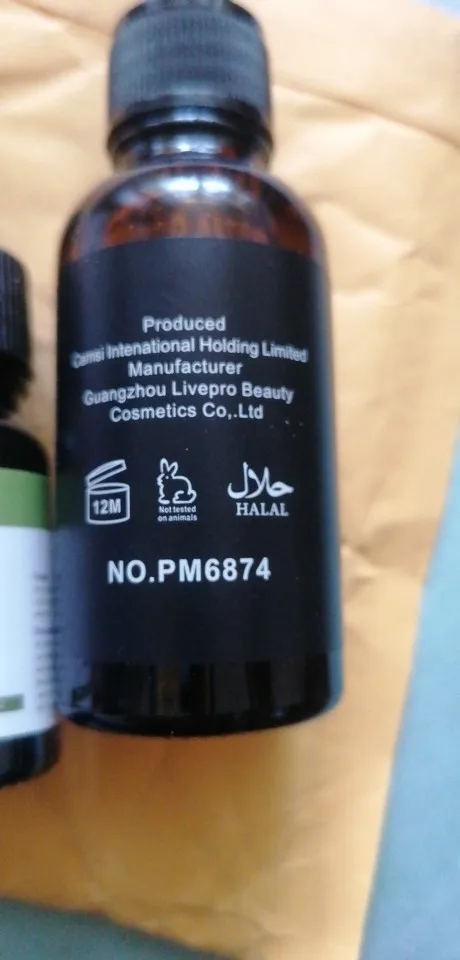 Produced
Camsi Intenational Holding Limited
Manufacturer
Guangzhou Livepro Beauty
Cosmetics Co,.Ltd
12M
Not tested
on animals
حلال
HALAL
NO.PM6874